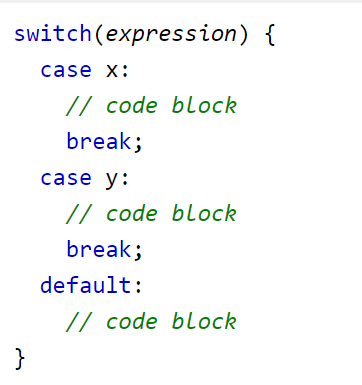 switch(expression) {
case x:
// code block
break;
case y:
// code block
break;
default:
// code block
}